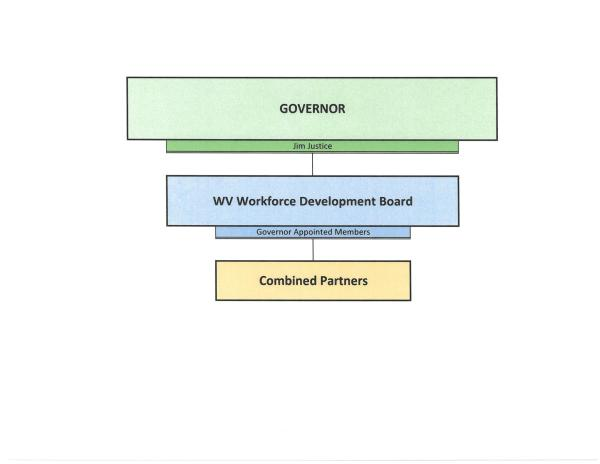 GOVERNOR
Jim Justice
WV Workforce Development Board
Governor Appointed Members
Combined Partners